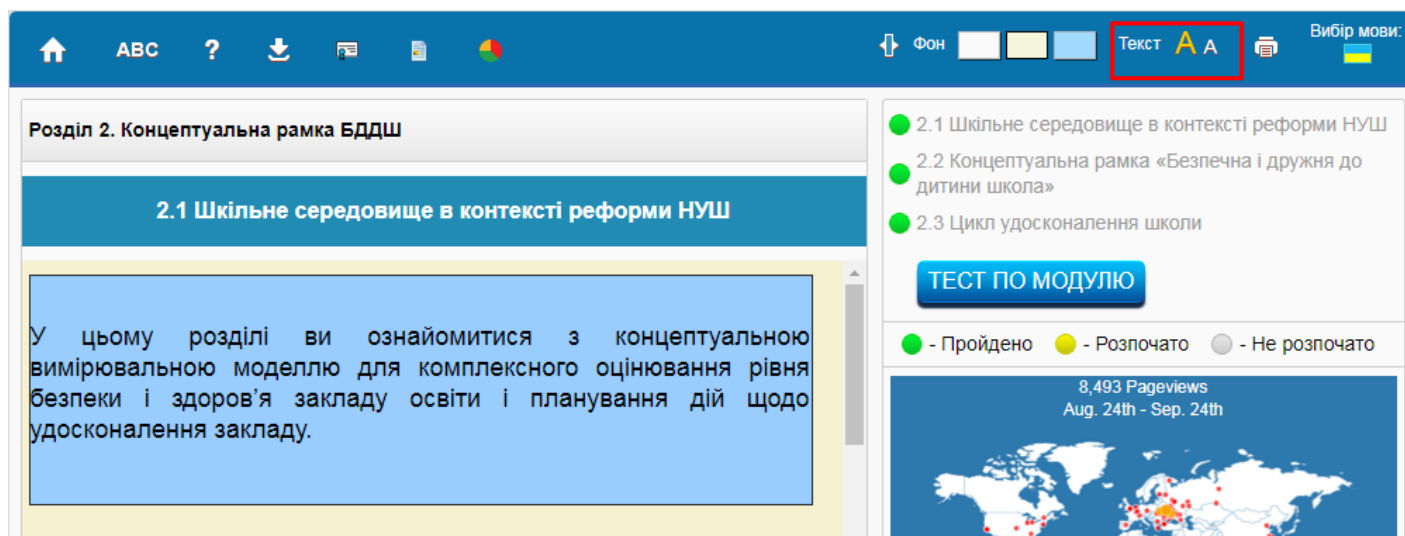 ABC ? Фон Текст A A Вибір мови:
Розділ 2. Концептуальна рамка БДДШ
2.1 Шкільне середовище в контексті реформи НУШ
У цьому розділі ви ознайомитися з концептуальною
вимірювальною моделлю для комплексного оцінювання рівня
безпеки і здоров’я закладу освіти і планування дій щодо
удосконалення закладу.
2.1 Шкільне середовище в контексті реформи НУШ
2.2 Концептуальна рамка «Безпечна і дружня до
дитини школа»
2.3 Цикл удосконалення школи
ТЕСТ ПО МОДУЛЮ
- Пройдено - Розпочато - Не розпочато
8,493 Pageviews
Aug. 24th - Sep. 24th